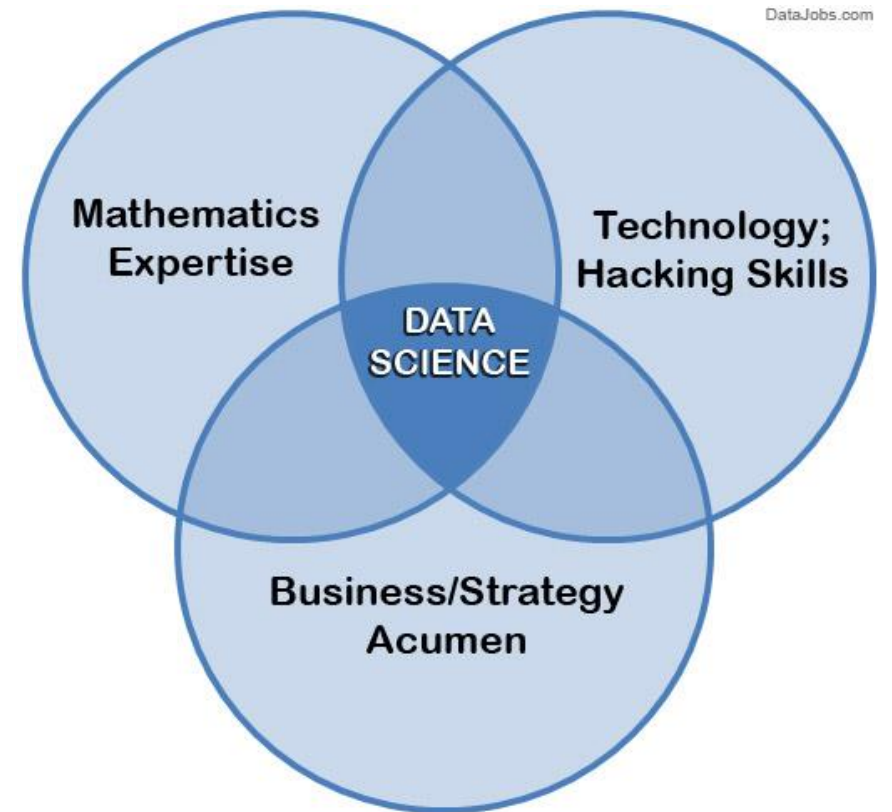 DataJobs.com
Mathematics
Expertise
Technology;
Hacking Skills
DATA
SCIENCE
Business/Strategy
Acumen